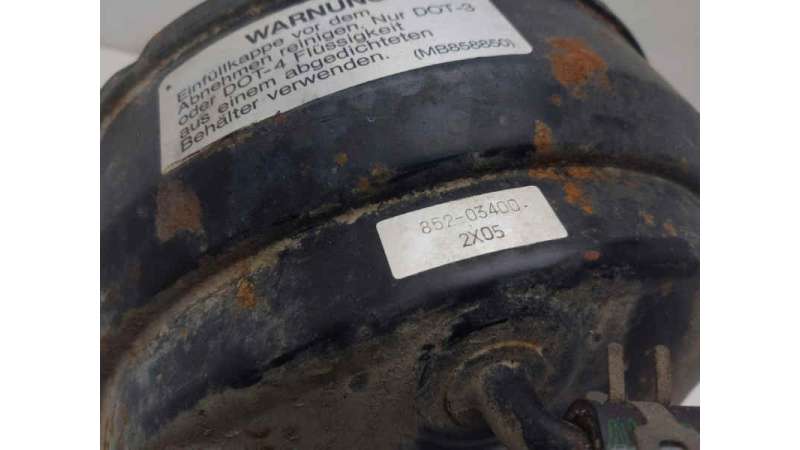 WARNUNG
Einfüllkappe vor dem
Abnehmen reinigen. Nur DOT-3
oder DOT-4 Flüssigkeit
aus einem abgedichteten
Behälter verwenden. (MB858850)
852-03400
2X05